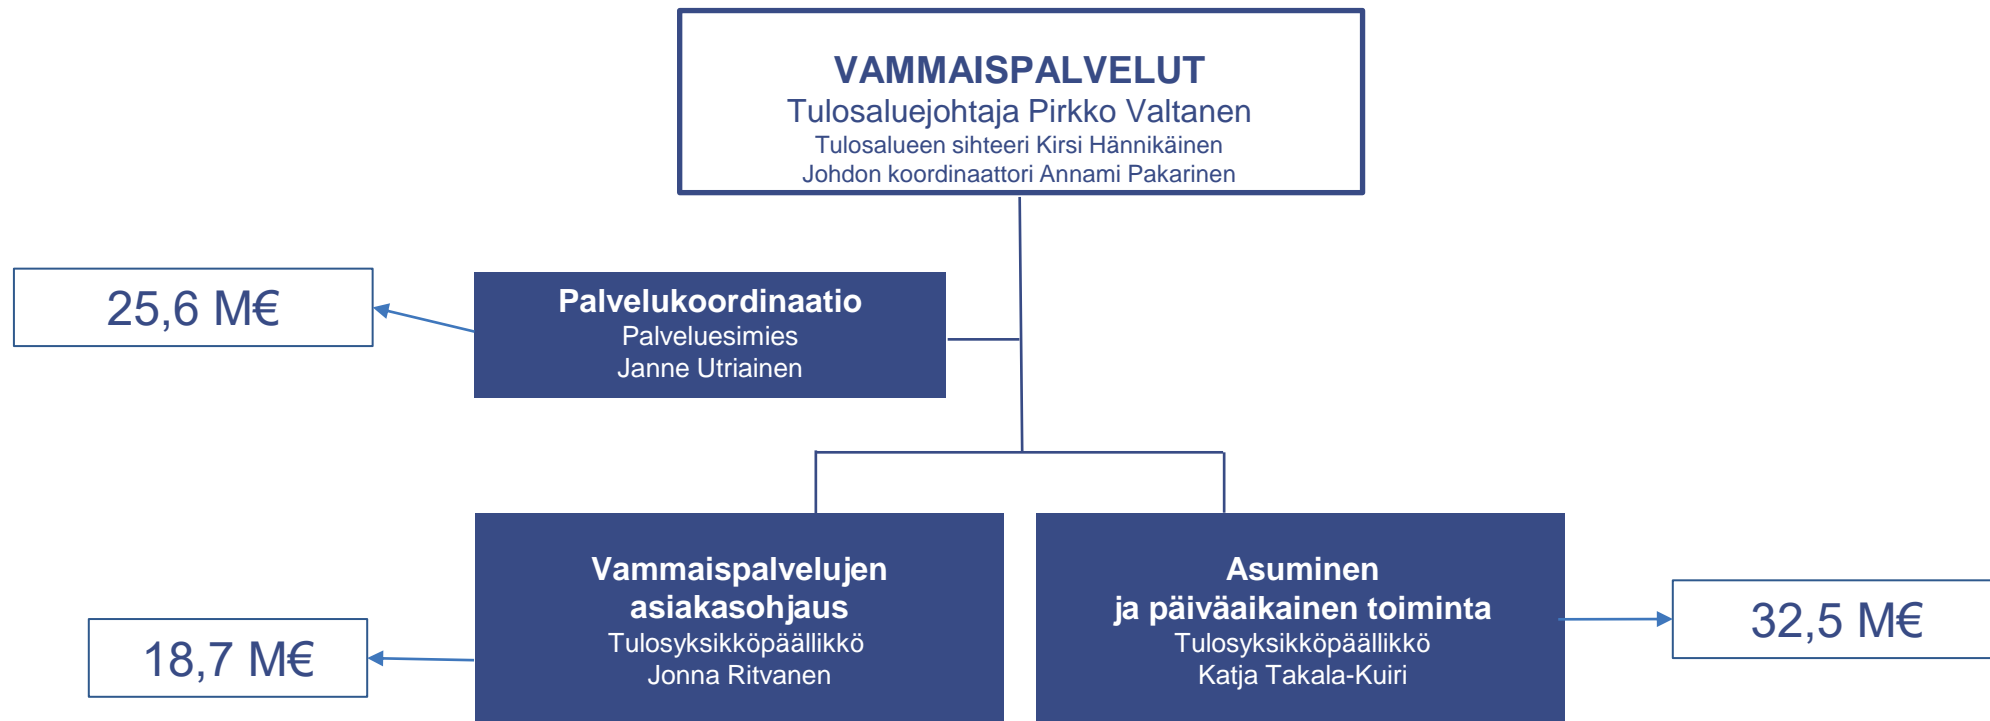 VAMMAISPALVELUT
Tulosaluejohtaja Pirkko Valtanen
Tulosalueen sihteeri Kirsi Hännikäinen
Johdon koordinaattori Annami Pakarinen
25,6 M€
Palvelukoordinaatio
Palveluesimies
Janne Utriainen
Vammaispalvelujen
asiakasohjaus
Tulosyksikköpäällikkö
Jonna Ritvanen
18,7 M€
Asuminen
ja päiväaikainen toiminta
Tulosyksikköpäällikkö
Katja Takala-Kuiri
32,5 M€